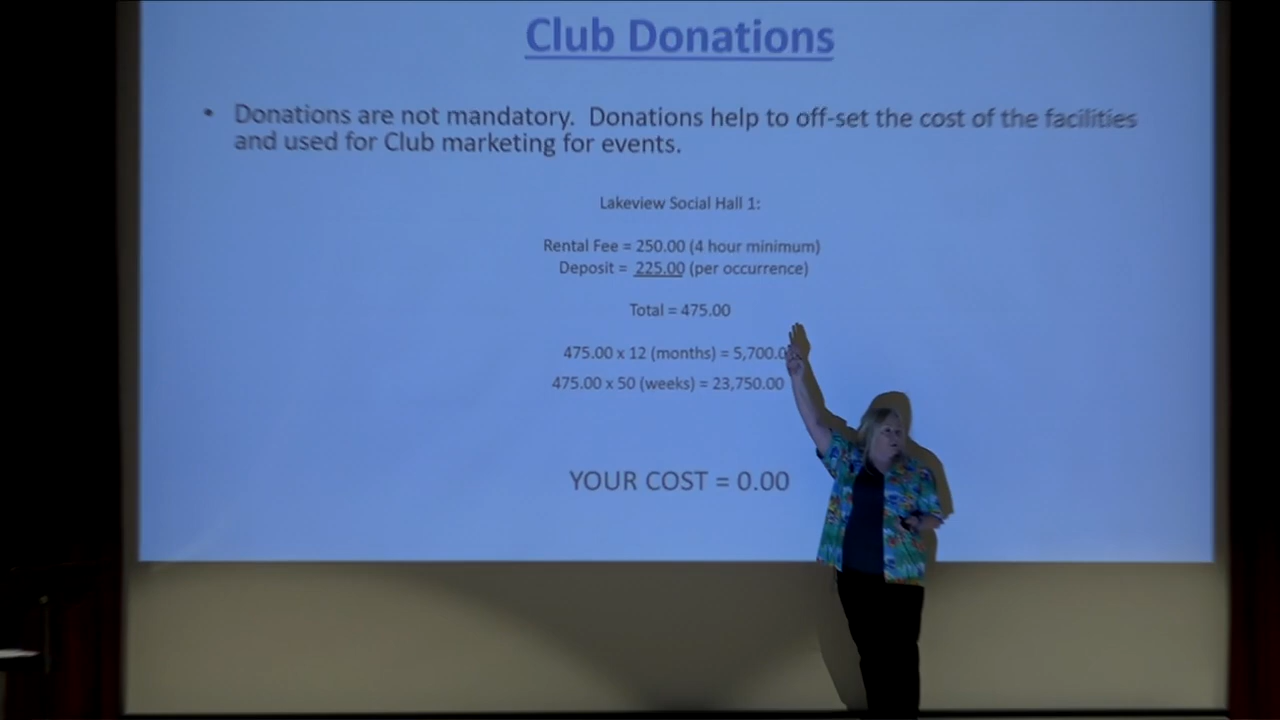 Club Donations
• Donations are not mandatory.  Donations help to off-set the cost of the facilities
and used for Club marketing for events.
Lakeview Social Hall 1:
Rental Fee = 250.00 (4 hour minimum)
Deposit = 225.00 (per occurrence)
Total = 475.00
475.00 x 12 (months) = 5,700.0
475.00 x 50 (weeks) = 23,750.00
YOUR COST = 0.00